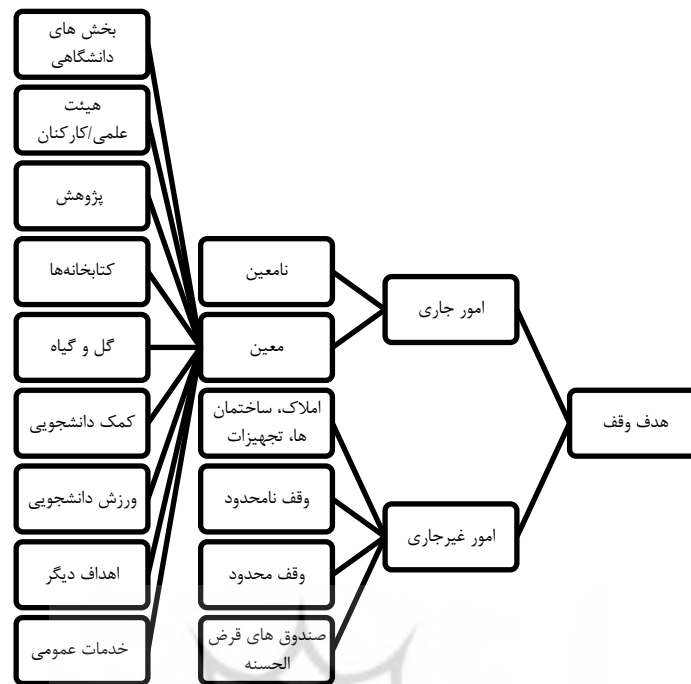 هدف وقف
امور جاری
امور غیرجاری
نامعین
معین
املاک، ساختمان
ها، تجهیزات
وقف نامحدود
وقف محدود
صندوق های قرض
الحسنه
بخش های
دانشگاهی
هیئت
علمی/کارکنان
پژوهش
کتابخانه‌ها
گل و گیاه
کمک دانشجویی
ورزش دانشجویی
اهداف دیگر
خدمات عمومی